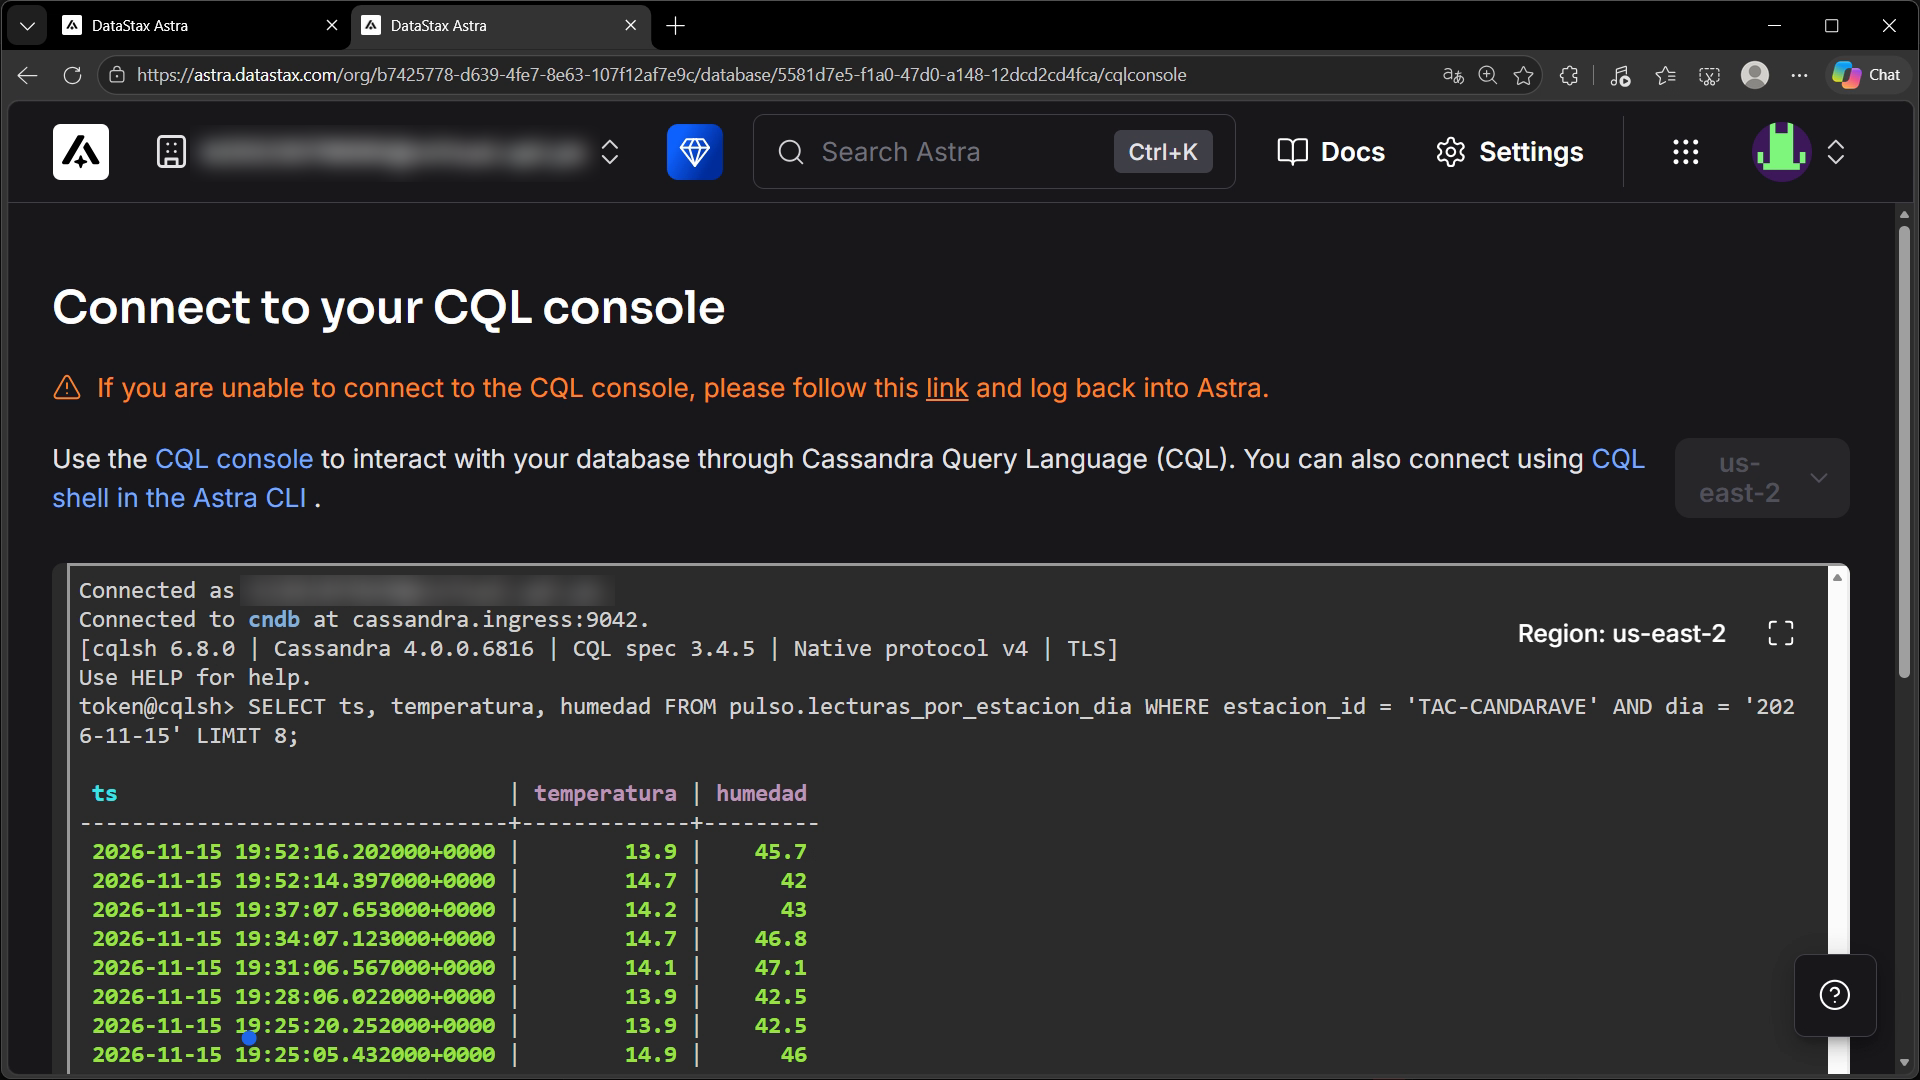 DataStax Astra
DataStax Astra
https://astra.datastax.com/org/b7425778-d639-4fe7-8e63-107f12af7e9c/database/5581d7e5-f1a0-47d0-a148-12dcd2cd4fca/cqlconsole
Chat
Search Astra
Ctrl+K
Docs
Settings
Connect to your CQL console
If you are unable to connect to the CQL console, please follow this link and log back into Astra.
Use the CQL console to interact with your database through Cassandra Query Language (CQL). You can also connect using CQL
shell in the Astra CLI .
us-
east-2
Connected as
Connected to cndb at cassandra.ingress:9042.
Region: us-east-2
[cqlsh 6.8.0 | Cassandra 4.0.0.6816 | CQL spec 3.4.5 | Native protocol v4 | TLS]
Use HELP for help.
token@cqlsh> SELECT ts, temperatura, humedad FROM pulso.lecturas_por_estacion_dia WHERE estacion_id = 'TAC-CANDARAVE' AND dia = '202
6-11-15' LIMIT 8;
ts | temperatura | humedad
---------------------------------+-------------+---------
2026-11-15 19:52:16.202000+0000 | 13.9 | 45.7
2026-11-15 19:52:14.397000+0000 | 14.7 | 42
2026-11-15 19:37:07.653000+0000 | 14.2 | 43
2026-11-15 19:34:07.123000+0000 | 14.7 | 46.8
2026-11-15 19:31:06.567000+0000 | 14.1 | 47.1
2026-11-15 19:28:06.022000+0000 | 13.9 | 42.5
2026-11-15 19:25:20.252000+0000 | 13.9 | 42.5
2026-11-15 19:25:05.432000+0000 | 14.9 | 46